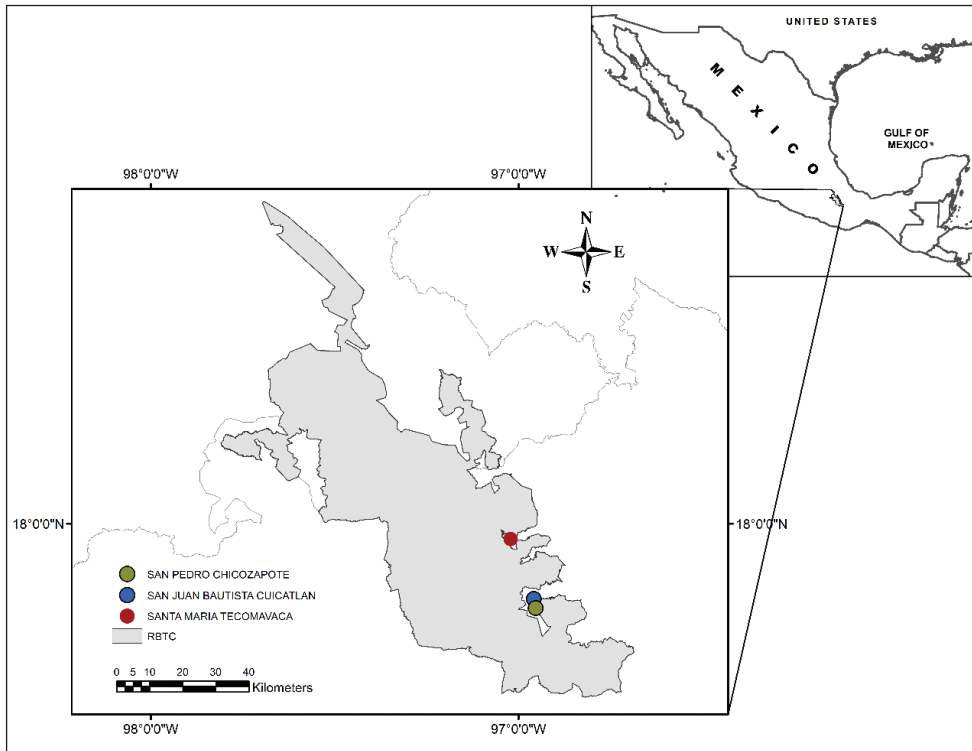 UNITED STATES
MEXICO
GULF OF
MEXICO
98°0'0"W 97°0'0"W
N
W E
S
18°0'0"N 18°0'0"N
SAN PEDRO CHICOZAPOTE
SAN JUAN BAUTISTA CUICATLAN
SANTA MARIA TECOMAVACA
RBTC
0 5 10 20 30 40
Kilometers
98°0'0"W 97°0'0"W